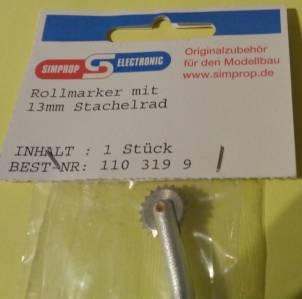 SIMPROP ELECTRONIC
Originalzubehör
für den Modellbau
www.simprop.de
Rollmarker mit
13mm Stachelrad
INHALT : 1 Stück
BEST-NR: 110 319 9